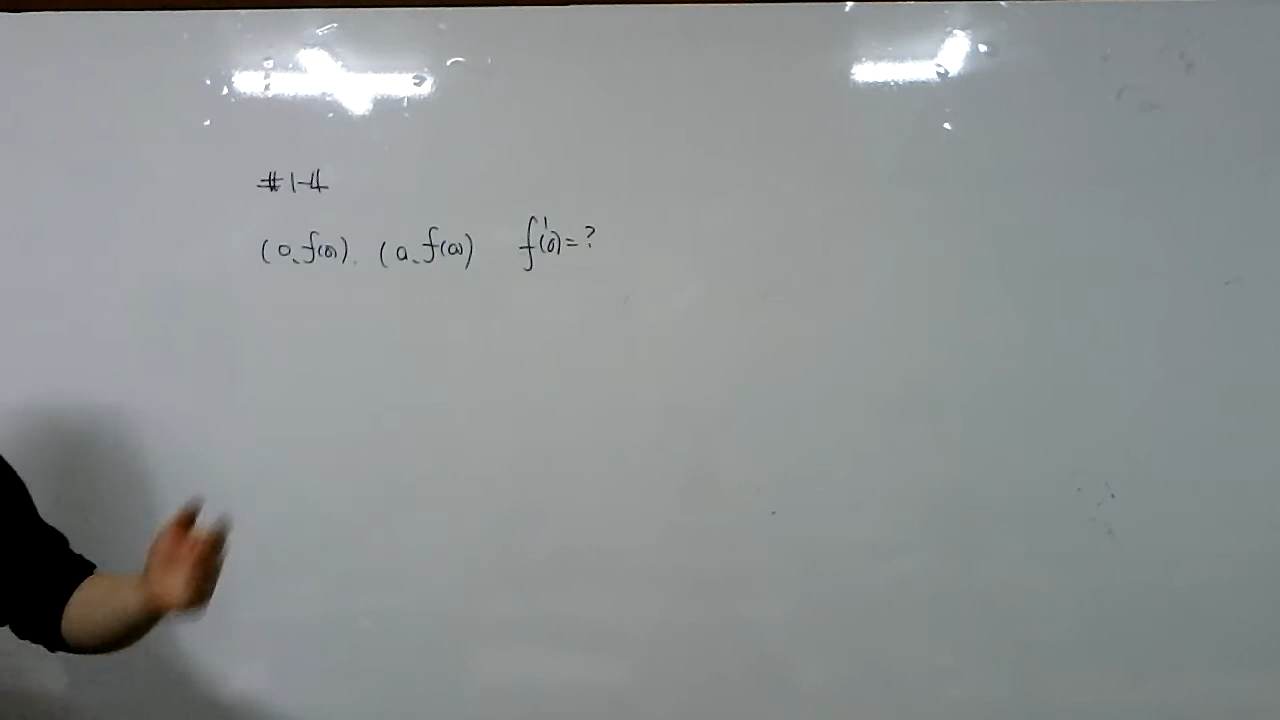 #1-4
(0, f(0)). (a, f(a)) f'(0)=?